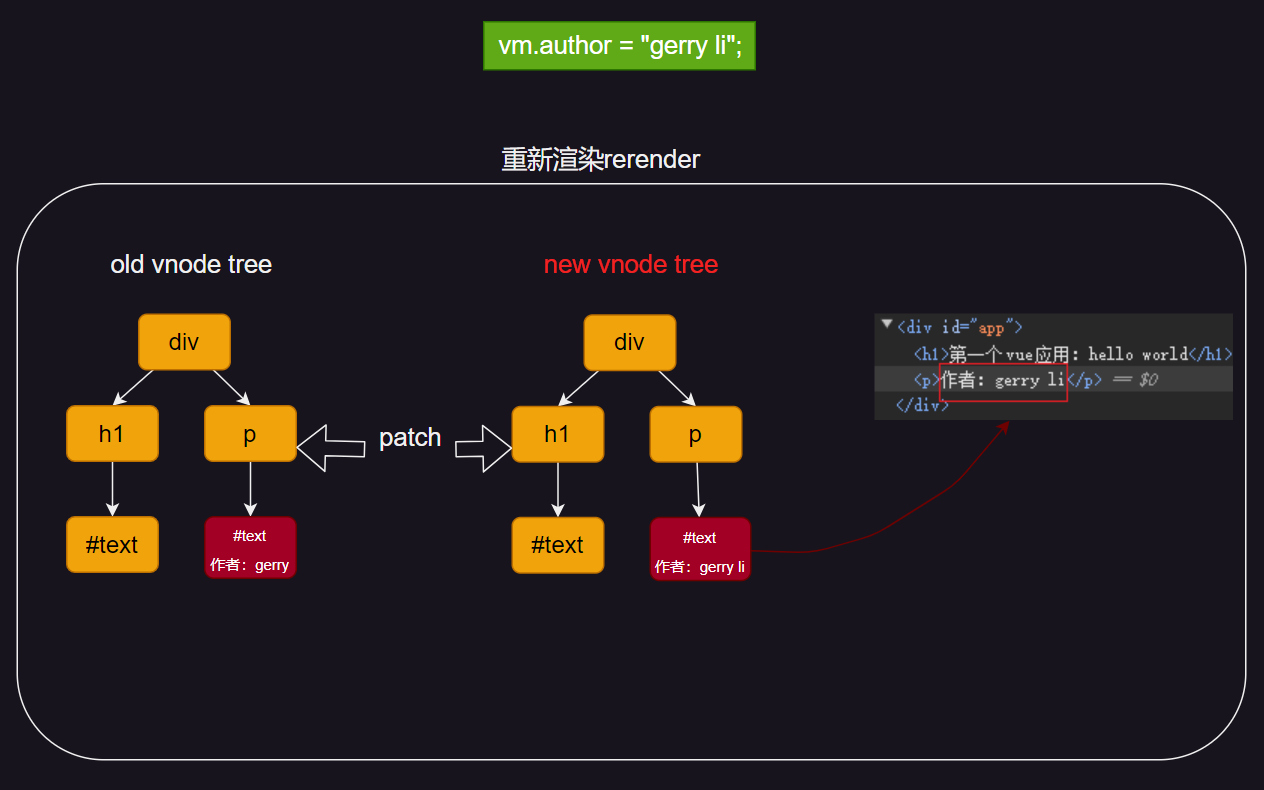 vm.author = "gerry li";
重新渲染rerender
old vnode tree
new vnode tree
div
h1
p
#text
#text
作者：gerry
patch
div
h1
p
#text
#text
作者：gerry li
<div id="app">
<h1>第一个vue应用：hello world</h1>
<p>作者：gerry li</p> == $0
</div>